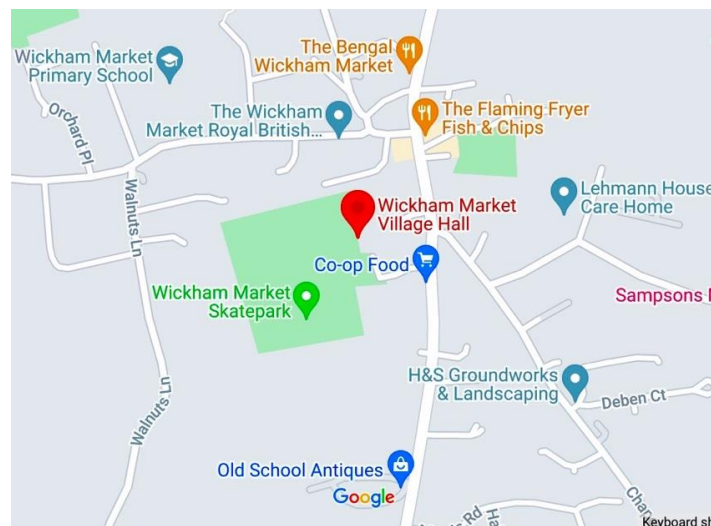 The Bengal
Wickham Market
Wickham Market
Primary School
The Wickham
Market Royal British...
The Flaming Fryer
Fish & Chips
Orchard Pl
Walnuts Ln
Wickham Market
Village Hall
Lehmann House
Care Home
Co-op Food
Wickham Market
Skatepark
Sampsons
H&S Groundworks
& Landscaping
Deben Ct
Walnuts Ln
Old School Antiques
Google
Rd
Keyboard